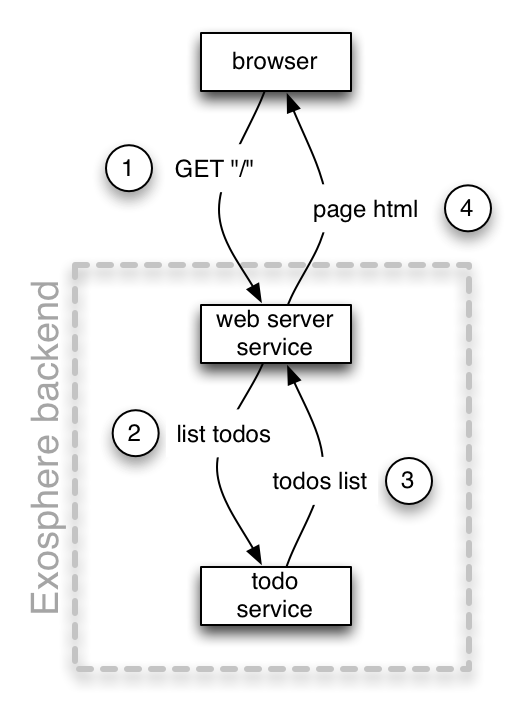 browser
1
GET "/"
page html
4
Exosphere backend
web server
service
2
list todos
todos list
3
todo
service